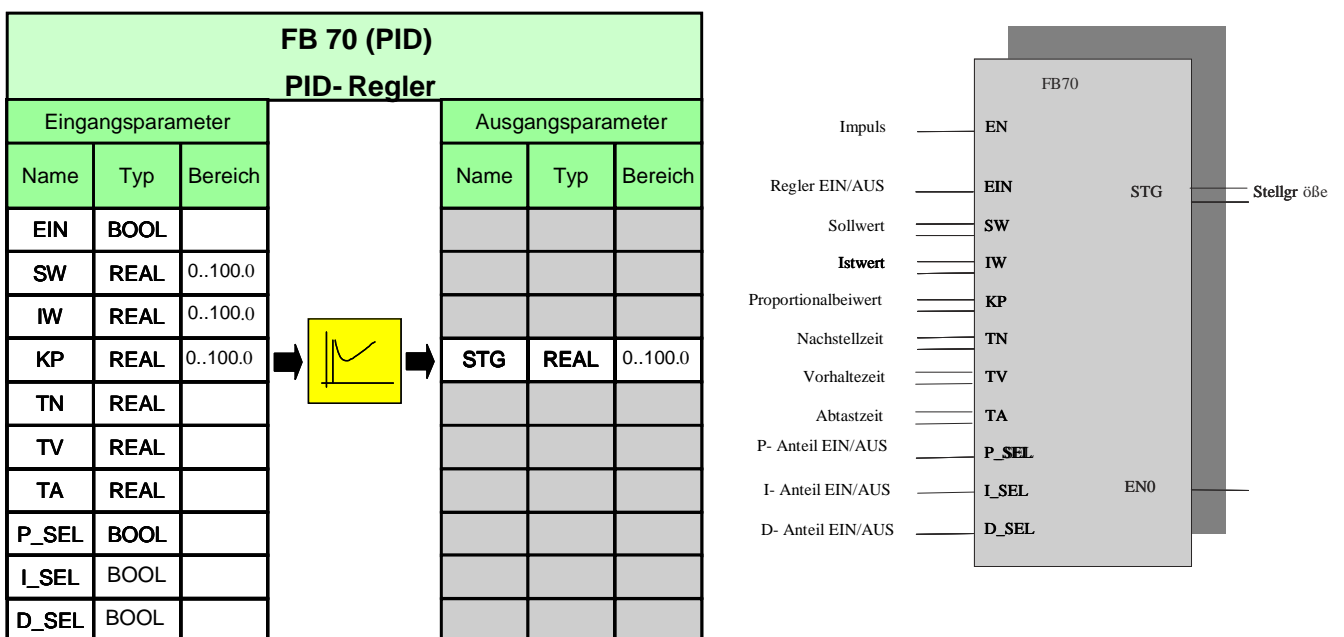 FB 70 (PID)
PID- Regler
Eingangsparameter
Ausgangsparameter
Name Typ Bereich
Name Typ Bereich
EIN BOOL
SW REAL 0..100.0
IW REAL 0..100.0
KP REAL 0..100.0
STG REAL 0..100.0
TN REAL
TV REAL
TA REAL
P_SEL BOOL
I_SEL BOOL
D_SEL BOOL
FB70
Impuls EN
Regler EIN/AUS EIN
STG Stellgr öße
Sollwert SW
Istwert IW
Proportionalbeiwert KP
Nachstellzeit TN
Vorhaltezeit TV
Abtastzeit TA
P- Anteil EIN/AUS P_SEL
I- Anteil EIN/AUS I_SEL
EN0
D- Anteil EIN/AUS D_SEL